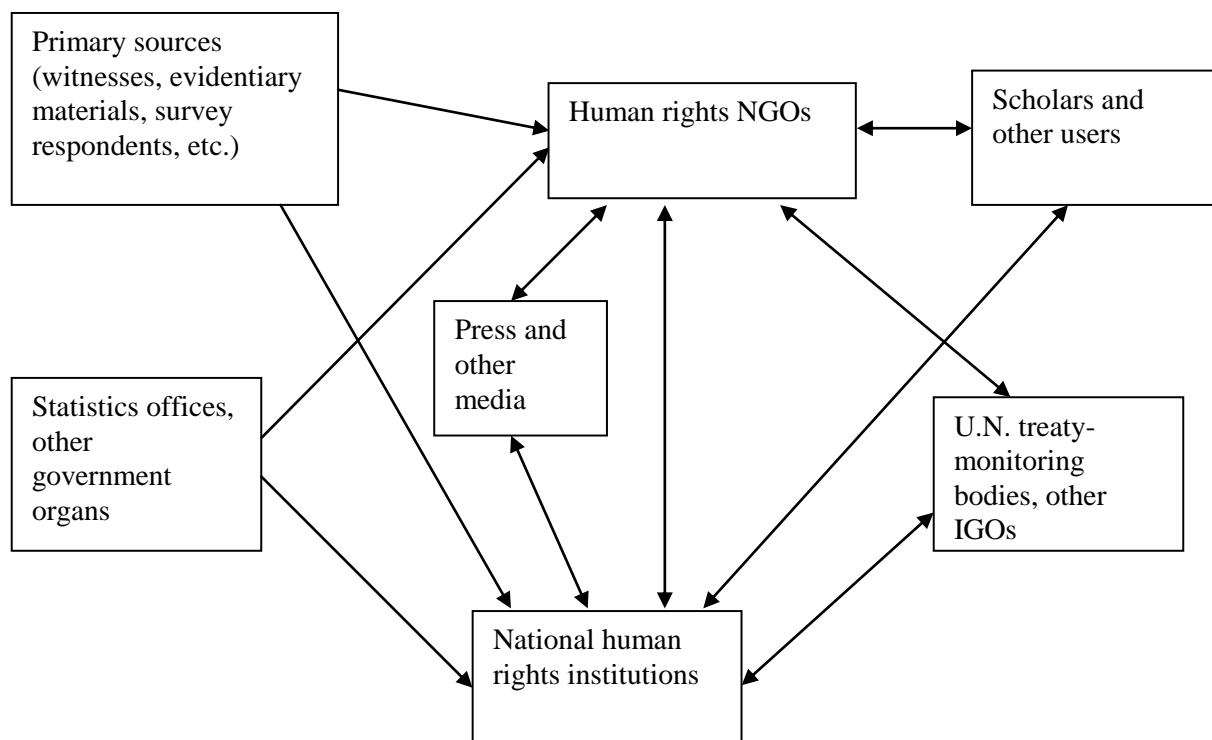 Primary sources
(witnesses, evidentiary
materials, survey
respondents, etc.)
Human rights NGOs
Scholars and
other users
Press and
other
media
Statistics offices,
other
government
organs
U.N. treaty-
monitoring
bodies, other
IGOs
National human
rights institutions